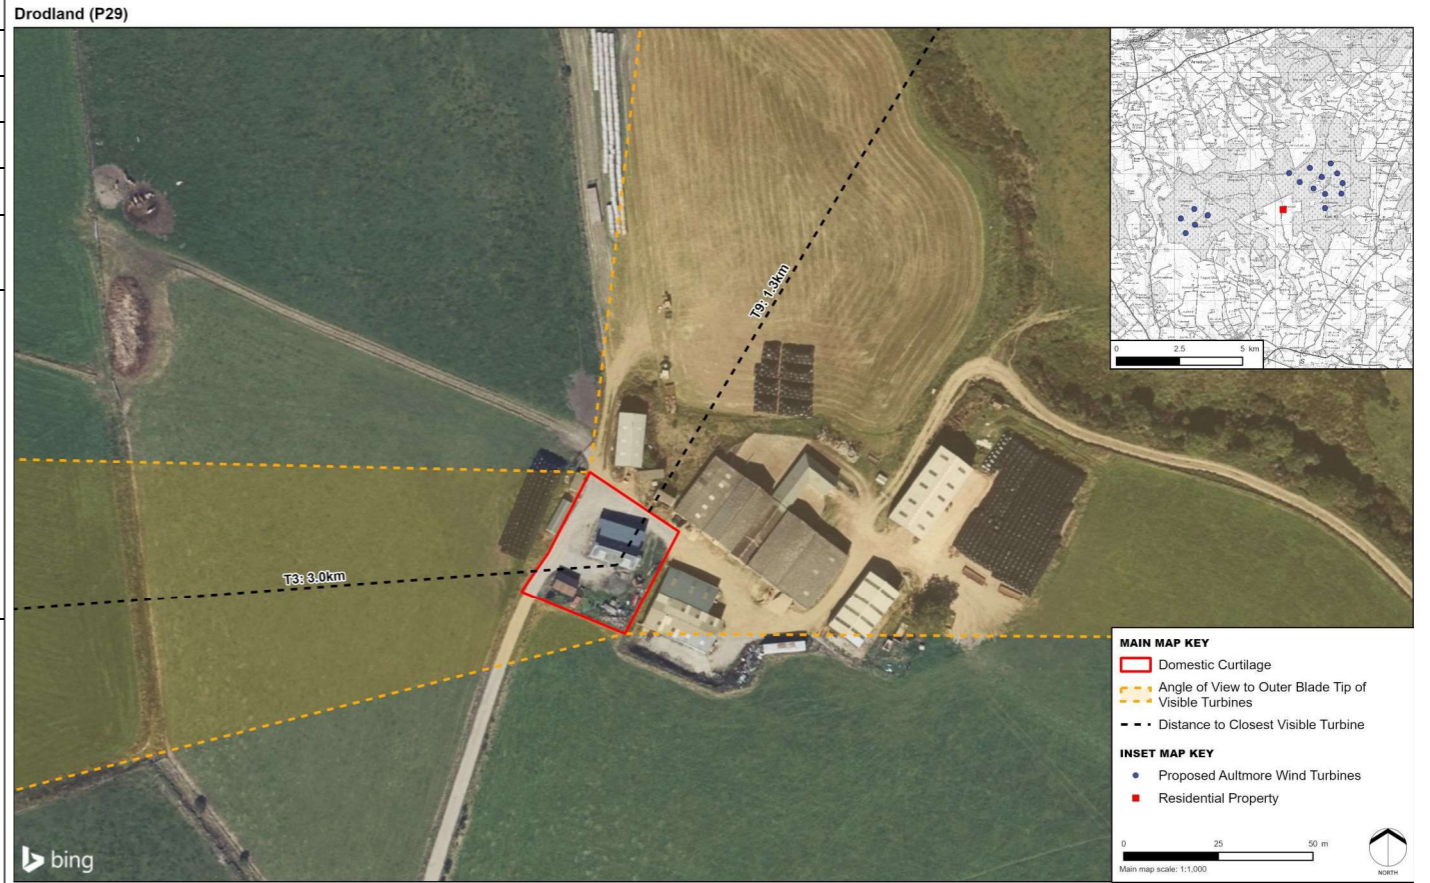 Drodland (P29)
T9: 1.3km
T3: 3.0km
0 2.5 5 km
MAIN MAP KEY
Domestic Curtilage
Angle of View to Outer Blade Tip of
Visible Turbines
Distance to Closest Visible Turbine
INSET MAP KEY
Proposed Aultmore Wind Turbines
Residential Property
0 25 50 m
Main map scale: 1:1,000
NORTH
bing